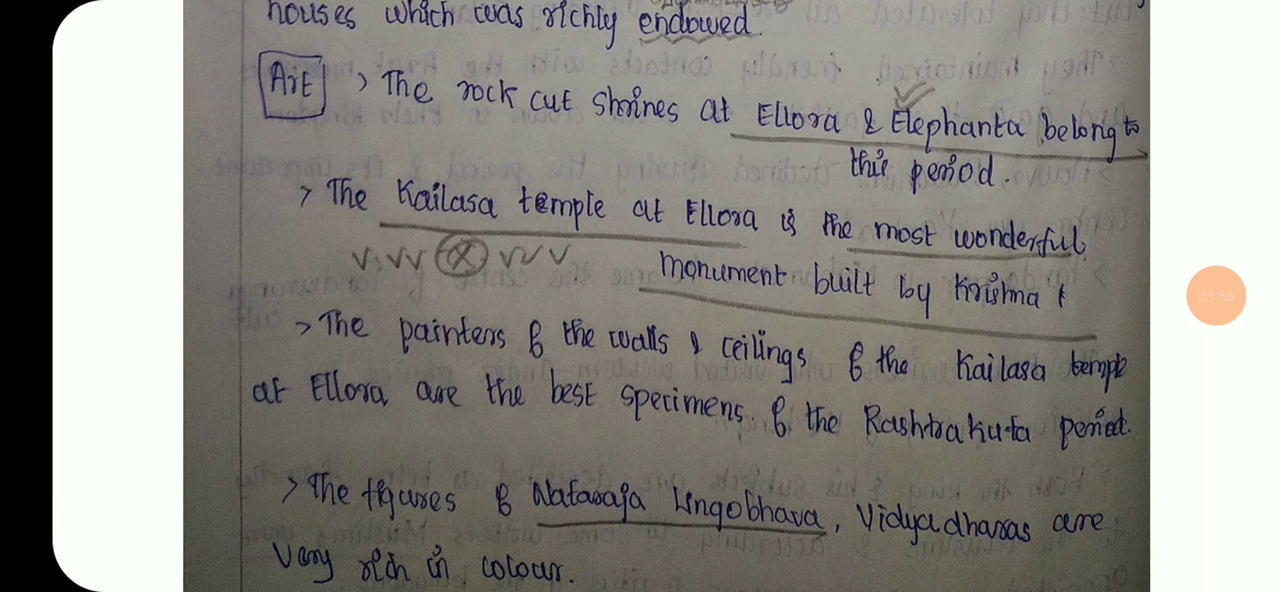 houses which was richly endowed.
Art > The rock cut shrines at Ellora & Elephanta belong to
this period.
> The Kailasa temple at Ellora is the most wonderful
monument built by Krishna I
> The painters of the walls & ceilings of the Kailasa temple
at Ellora are the best specimens of the Rashtrakuta period.
> The figures of Nataraja Lingobhava, Vidyadharas are
very rich in colour.
03:56